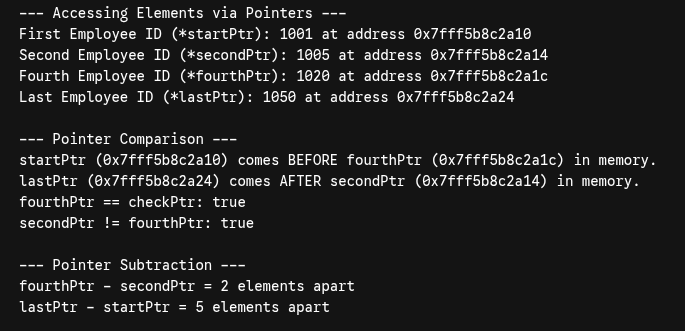 --- Accessing Elements via Pointers ---
First Employee ID (*startPtr): 1001 at address 0x7fff5b8c2a10
Second Employee ID (*secondPtr): 1005 at address 0x7fff5b8c2a14
Fourth Employee ID (*fourthPtr): 1020 at address 0x7fff5b8c2a1c
Last Employee ID (*lastPtr): 1050 at address 0x7fff5b8c2a24

--- Pointer Comparison ---
startPtr (0x7fff5b8c2a10) comes BEFORE fourthPtr (0x7fff5b8c2a1c) in memory.
lastPtr (0x7fff5b8c2a24) comes AFTER secondPtr (0x7fff5b8c2a14) in memory.
fourthPtr == checkPtr: true
secondPtr != fourthPtr: true

--- Pointer Subtraction ---
fourthPtr - secondPtr = 2 elements apart
lastPtr - startPtr = 5 elements apart